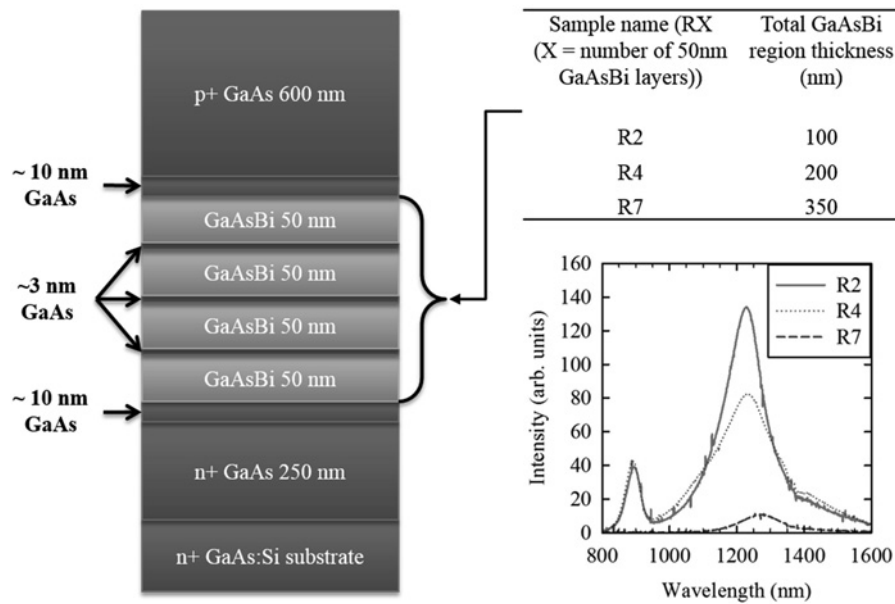 p+ GaAs 600 nm
~ 10 nm
GaAs
GaAsBi 50 nm
GaAsBi 50 nm
~3 nm
GaAs
GaAsBi 50 nm
GaAsBi 50 nm
~ 10 nm
GaAs
n+ GaAs 250 nm
n+ GaAs:Si substrate
Sample name (RX
(X = number of 50nm
GaAsBi layers))
Total GaAsBi
region thickness
(nm)
R2 100
R4 200
R7 350
160
140
120
100
80
60
40
20
0
Intensity (arb. units)
R2
R4
R7
800 1000 1200 1400 1600
Wavelength (nm)